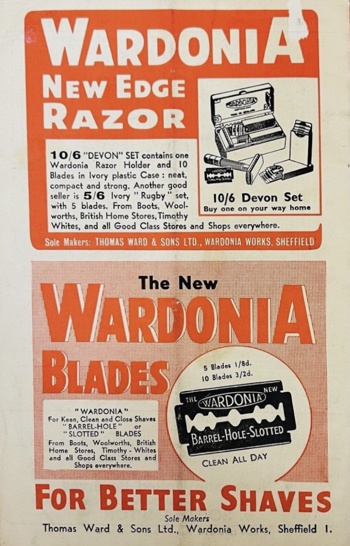 WARDONIA
NEW EDGE
RAZOR
10/6 "DEVON" SET contains one
Wardonia Razor Holder and 10
Blades in Ivory plastic Case : neat,
compact and strong. Another good
seller is 5/6 Ivory "Rugby" set,
with 5 blades. From Boots, Wool-
worths, British Home Stores, Timothy
Whites, and all Good Class Stores and Shops everywhere.
WARDONIA
10/6 Devon Set
Buy one on your way home
Sole Makers: THOMAS WARD & SONS LTD., WARDONIA WORKS, SHEFFIELD
The New
WARDONIA
BLADES
"WARDONIA"
For Keen, Clean and Close Shaves
"BARREL-HOLE" or
"SLOTTED" BLADES
From Boots, Woolworths, British
Home Stores, Timothy-Whites
and all Good Class Stores and
Shops everywhere.
5 Blades 1/8d.
10 Blades 3/2d.
THE WARDONIA NEW
BARREL-HOLE-SLOTTED
CLEAN ALL DAY
FOR BETTER SHAVES
Sole Makers
Thomas Ward & Sons Ltd., Wardonia Works, Sheffield 1.